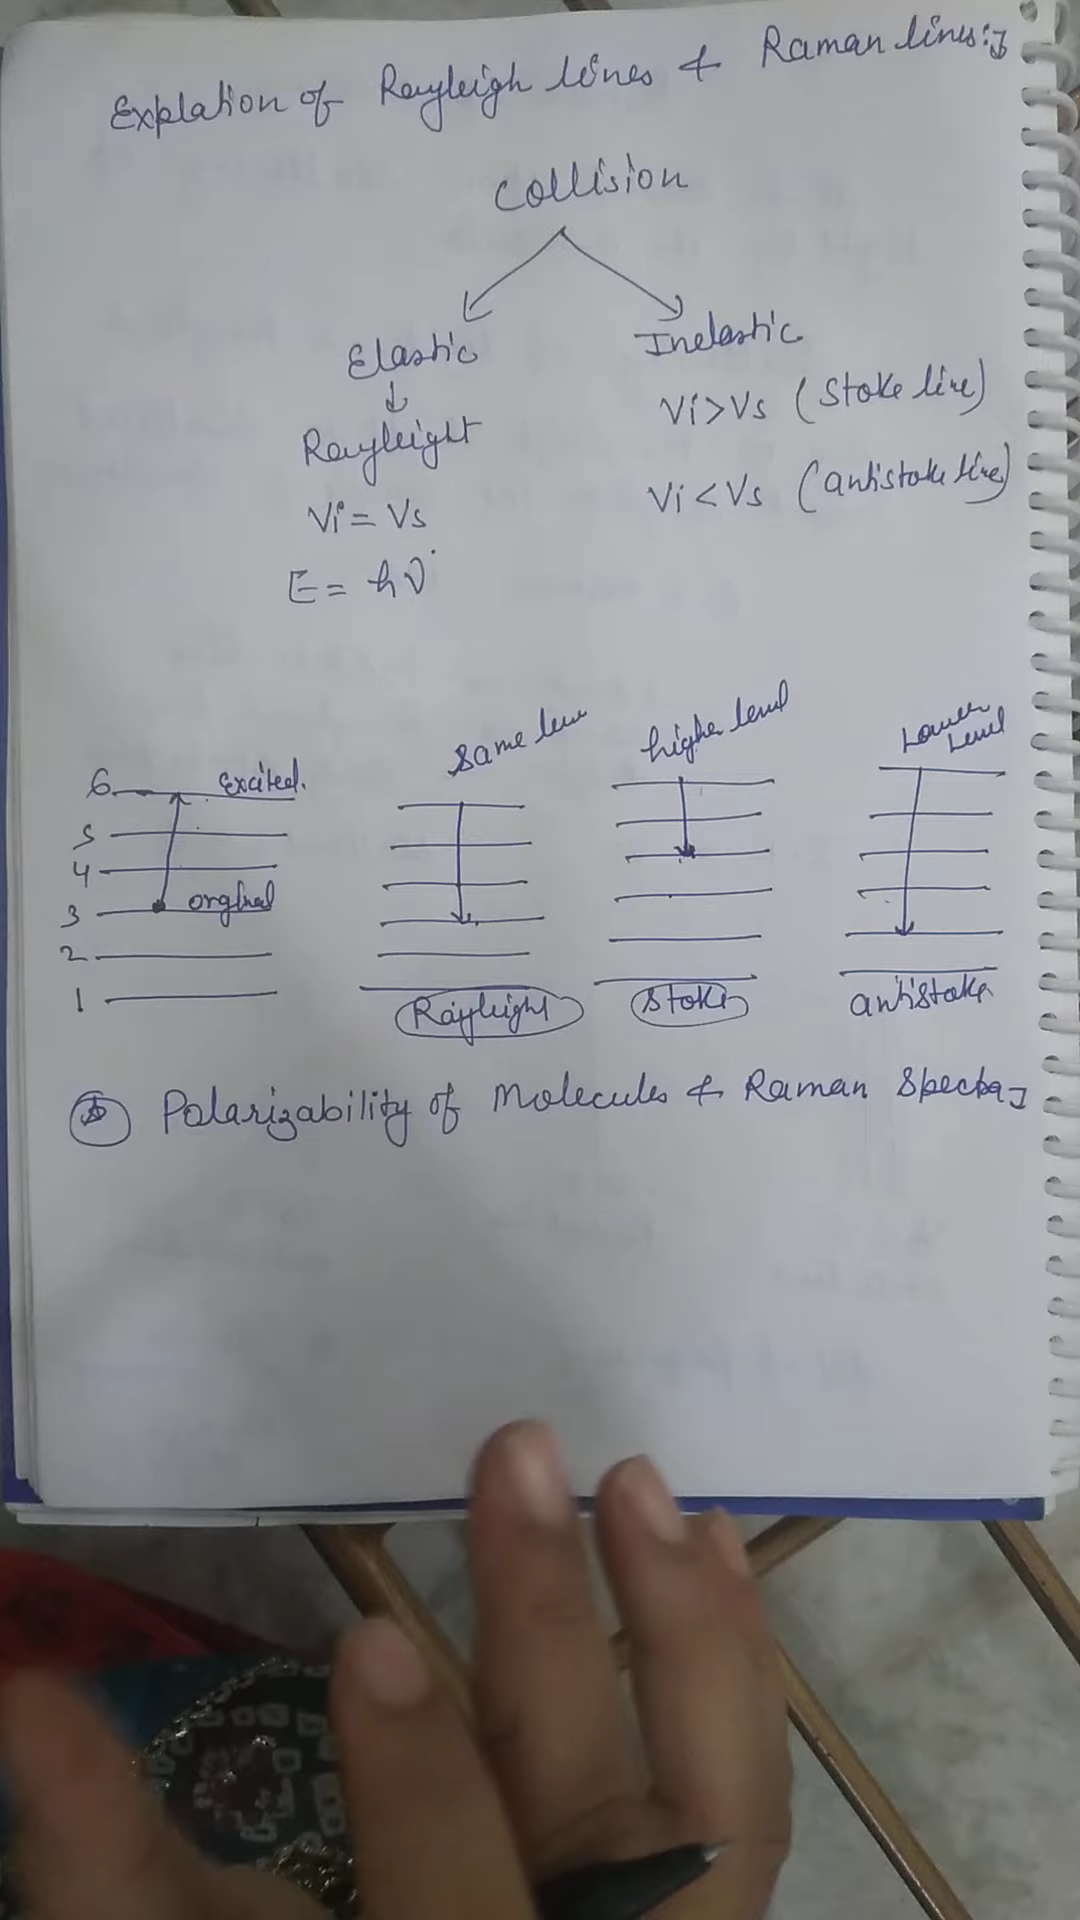 Explation of Rayleigh lines & Raman lines:
Collision
Elastic
Inelastic
Rayleight
Vi = Vs
E = hν
Vi > Vs (Stoke line)
Vi < Vs (antistoke line)
6 Excited.
5
4
3 orginal
2
1
Same
Rayleight
higher level
Stoke
Lower
Level
antistoke
Polarizability of Molecules & Raman Spectra